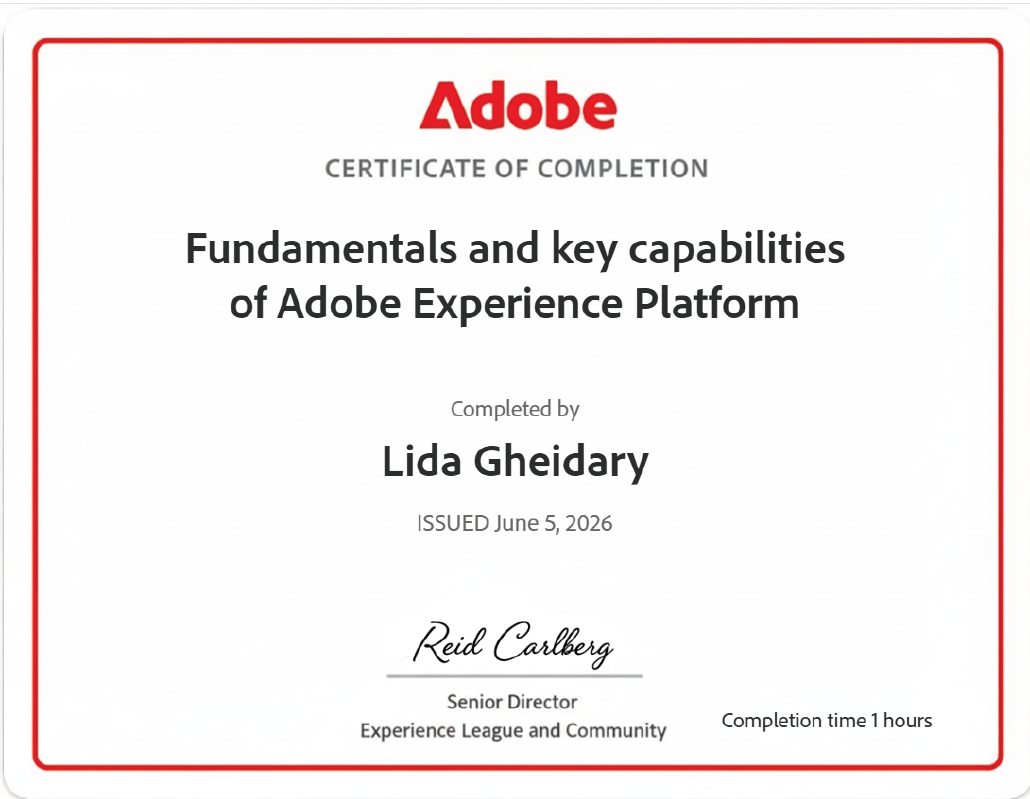 Adobe
CERTIFICATE OF COMPLETION
Fundamentals and key capabilities
of Adobe Experience Platform
Completed by
Lida Gheidary
ISSUED June 5, 2026
Reid Carlberg
Senior Director
Experience League and Community
Completion time 1 hours